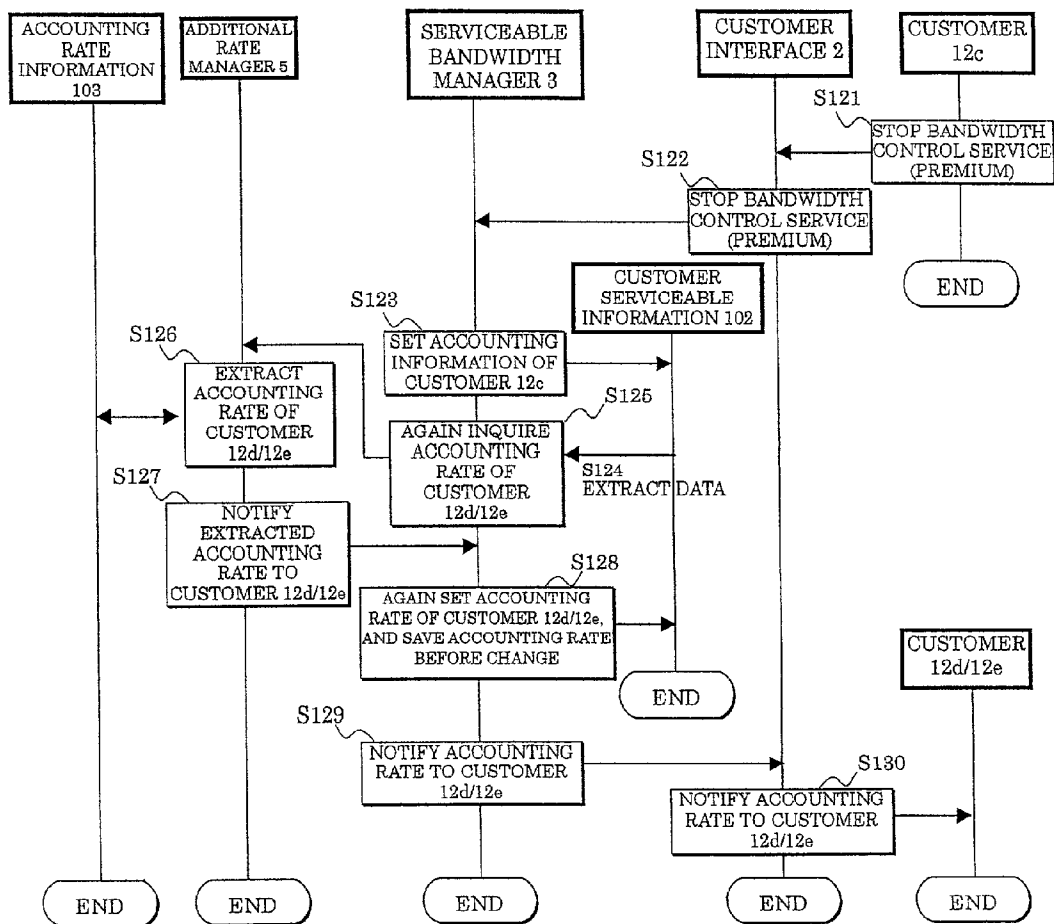 ACCOUNTING
RATE
INFORMATION
103
ADDITIONAL
RATE
MANAGER 5
SERVICEABLE
BANDWIDTH
MANAGER 3
CUSTOMER
INTERFACE 2
CUSTOMER
12c
S121
STOP BANDWIDTH
CONTROL SERVICE
(PREMIUM)
S122
STOP BANDWIDTH
CONTROL SERVICE
(PREMIUM)
END
CUSTOMER
SERVICEABLE
INFORMATION 102
S123
SET ACCOUNTING
INFORMATION OF
CUSTOMER 12c
S126
EXTRACT
ACCOUNTING
RATE OF
CUSTOMER
12d/12e
S125
AGAIN INQUIRE
ACCOUNTING
RATE OF
CUSTOMER
12d/12e
S124
EXTRACT DATA
S127
NOTIFY
EXTRACTED
ACCOUNTING
RATE TO
CUSTOMER 12d/12e
S128
AGAIN SET ACCOUNTING
RATE OF CUSTOMER 12d/12e,
AND SAVE ACCOUNTING RATE
BEFORE CHANGE
END
CUSTOMER
12d/12e
S129
NOTIFY ACCOUNTING
RATE TO CUSTOMER
12d/12e
S130
NOTIFY ACCOUNTING
RATE TO CUSTOMER
12d/12e
END
END
END
END
END